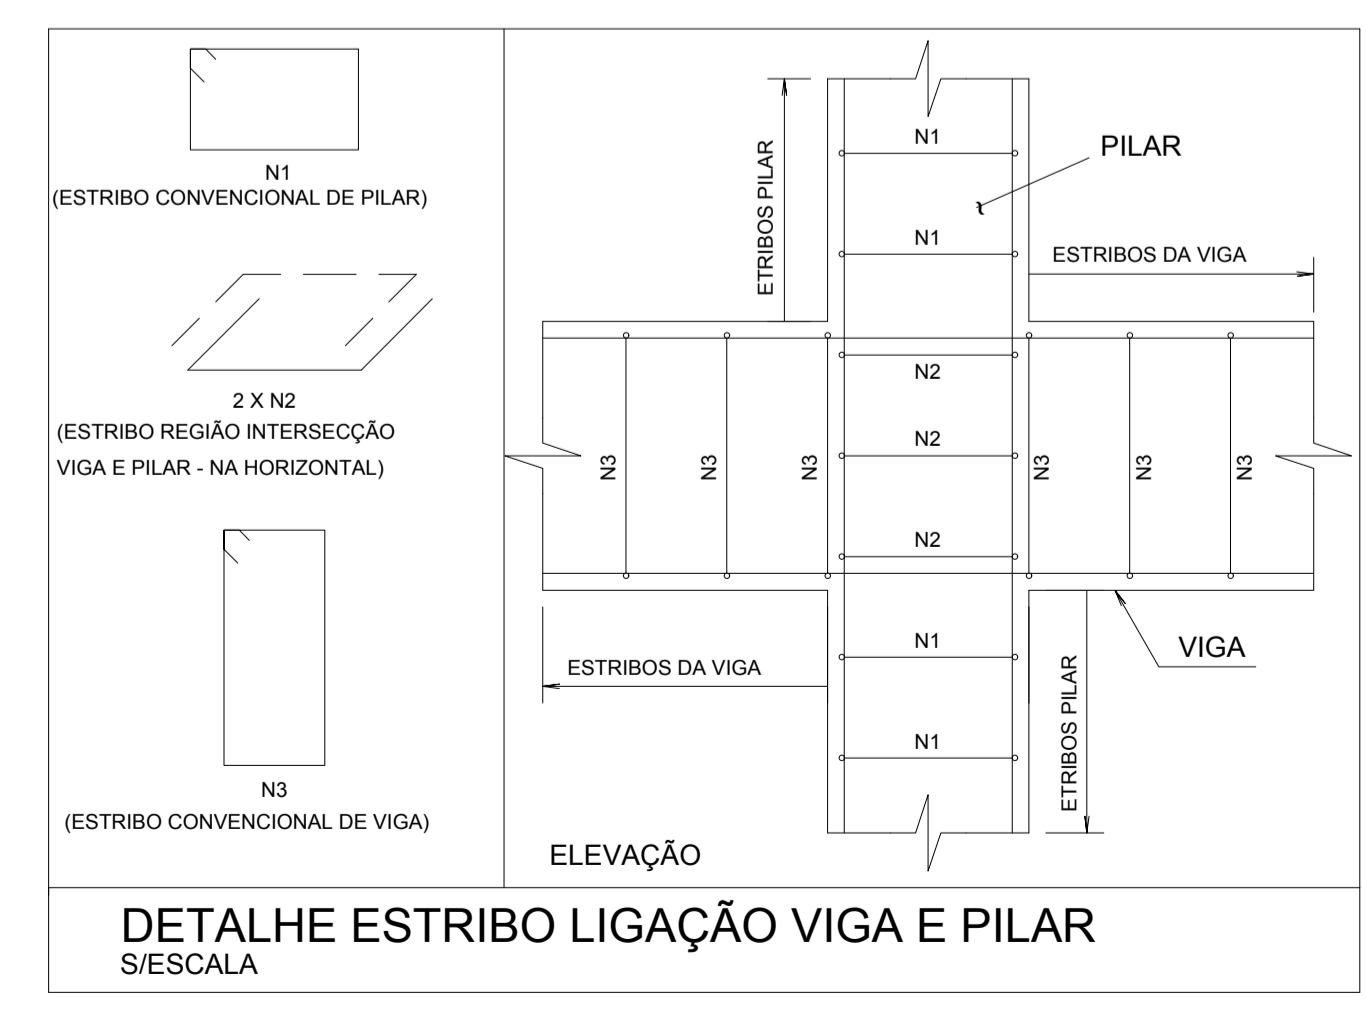 N1
(ESTRIBO CONVENCIONAL DE PILAR)
2 X N2
(ESTRIBO REGIÃO INTERSECÇÃO
VIGA E PILAR - NA HORIZONTAL)
N3
(ESTRIBO CONVENCIONAL DE VIGA)
N1
PILAR
ETRIBOS PILAR
N1
ESTRIBOS DA VIGA
N2
N2
N3
N3
N3
N3
N3
N3
N2
N1
VIGA
ESTRIBOS DA VIGA
ETRIBOS PILAR
N1
ELEVAÇÃO
DETALHE ESTRIBO LIGAÇÃO VIGA E PILAR
S/ESCALA